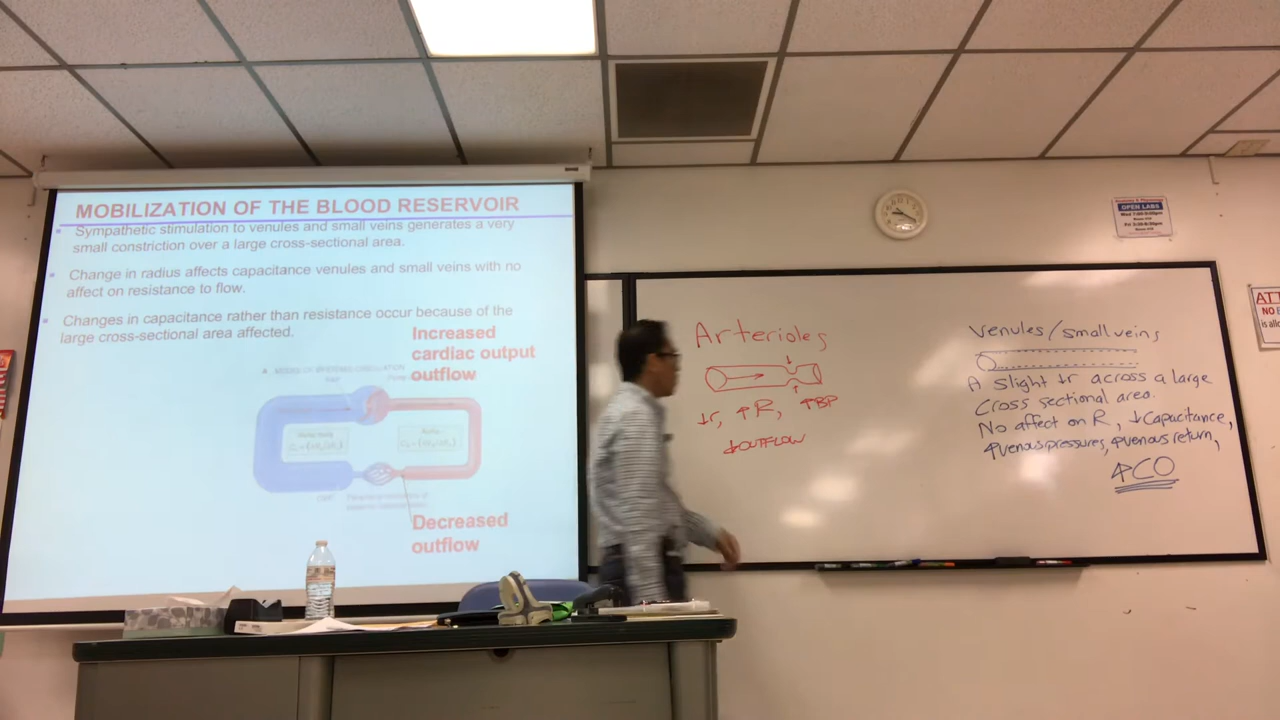 MOBILIZATION OF THE BLOOD RESERVOIR
Sympathetic stimulation to venules and small veins generates a very
small constriction over a large cross-sectional area.
Change in radius affects capacitance venules and small veins with no
affect on resistance to flow.
Changes in capacitance rather than resistance occur because of the
large cross-sectional area affected.
Increased
cardiac output
outflow
Decreased
outflow
Arterioles
↓r, ↑R, ↑BP
↓OUTFLOW
Venules/small veins
A slight ↓r across a large
Cross sectional area.
No affect on R, ↓Capacitance,
↑venous pressures, ↑venous return,
↑CO
OPEN LABS
ATT
NO
is allo